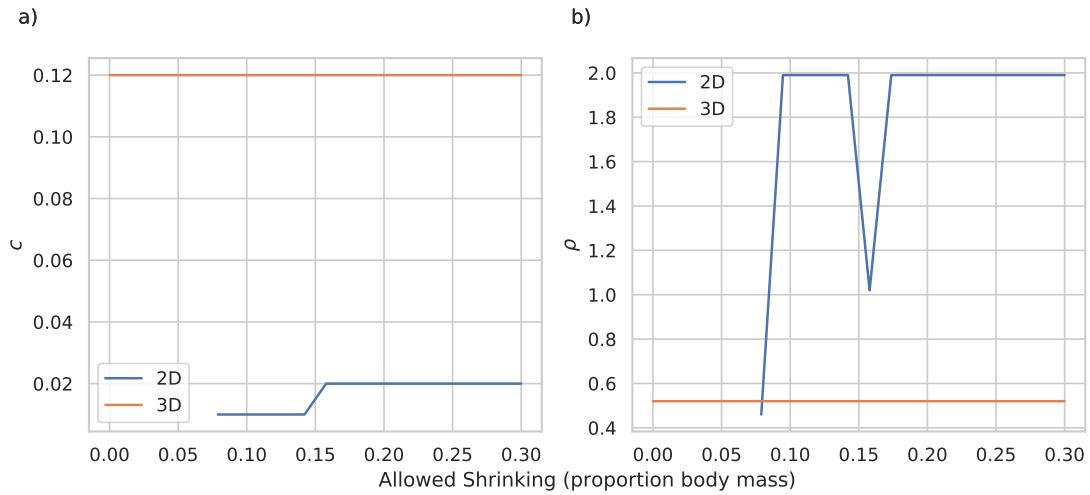 a)
0.12
0.10
0.08
0.06
0.04
0.02
c
2D
3D
0.00 0.05 0.10 0.15 0.20 0.25 0.30
b)
2.0
1.8
1.6
1.4
1.2
1.0
0.8
0.6
0.4
ρ
2D
3D
0.00 0.05 0.10 0.15 0.20 0.25 0.30
Allowed Shrinking (proportion body mass)